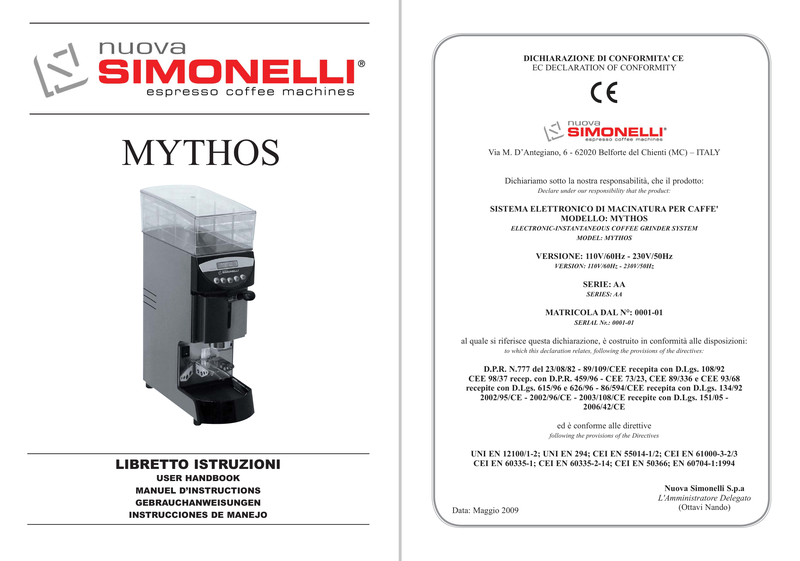 nuova
SIMONELLI®
espresso coffee machines
MYTHOS
SIMONELLI
LIBRETTO ISTRUZIONI
USER HANDBOOK
MANUEL D'INSTRUCTIONS
GEBRAUCHANWEISUNGEN
INSTRUCCIONES DE MANEJO
DICHIARAZIONE DI CONFORMITA' CE
EC DECLARATION OF CONFORMITY
CE
nuova
SIMONELLI®
espresso coffee machines
Via M. D'Antegiano, 6 - 62020 Belforte del Chienti (MC) – ITALY
Dichiariamo sotto la nostra responsabilità, che il prodotto:
Declare under our responsibility that the product:
SISTEMA ELETTRONICO DI MACINATURA PER CAFFE'
MODELLO: MYTHOS
ELECTRONIC-INSTANTANEOUS COFFEE GRINDER SYSTEM
MODEL: MYTHOS
VERSIONE: 110V/60Hz - 230V/50Hz
VERSION: 110V/60Hz - 230V/50Hz
SERIE: AA
SERIES: AA
MATRICOLA DAL N°: 0001-01
SERIAL Nr.: 0001-01
al quale si riferisce questa dichiarazione, è costruito in conformità alle disposizioni:
to which this declaration relates, following the provisions of the directives:
D.P.R. N.777 del 23/08/82 - 89/109/CEE recepita con D.Lgs. 108/92
CEE 98/37 recep. con D.P.R. 459/96 - CEE 73/23, CEE 89/336 e CEE 93/68
recepite con D.Lgs. 615/96 e 626/96 - 86/594/CEE recepita con D.Lgs. 134/92
2002/95/CE - 2002/96/CE - 2003/108/CE recepite con D.Lgs. 151/05 -
2006/42/CE
ed è conforme alle direttive
following the provisions of the Directives
UNI EN 12100/1-2; UNI EN 294; CEI EN 55014-1/2; CEI EN 61000-3-2/3
CEI EN 60335-1; CEI EN 60335-2-14; CEI EN 50366; EN 60704-1:1994
Nuova Simonelli S.p.a
L'Amministratore Delegato
(Ottavi Nando)
Data: Maggio 2009